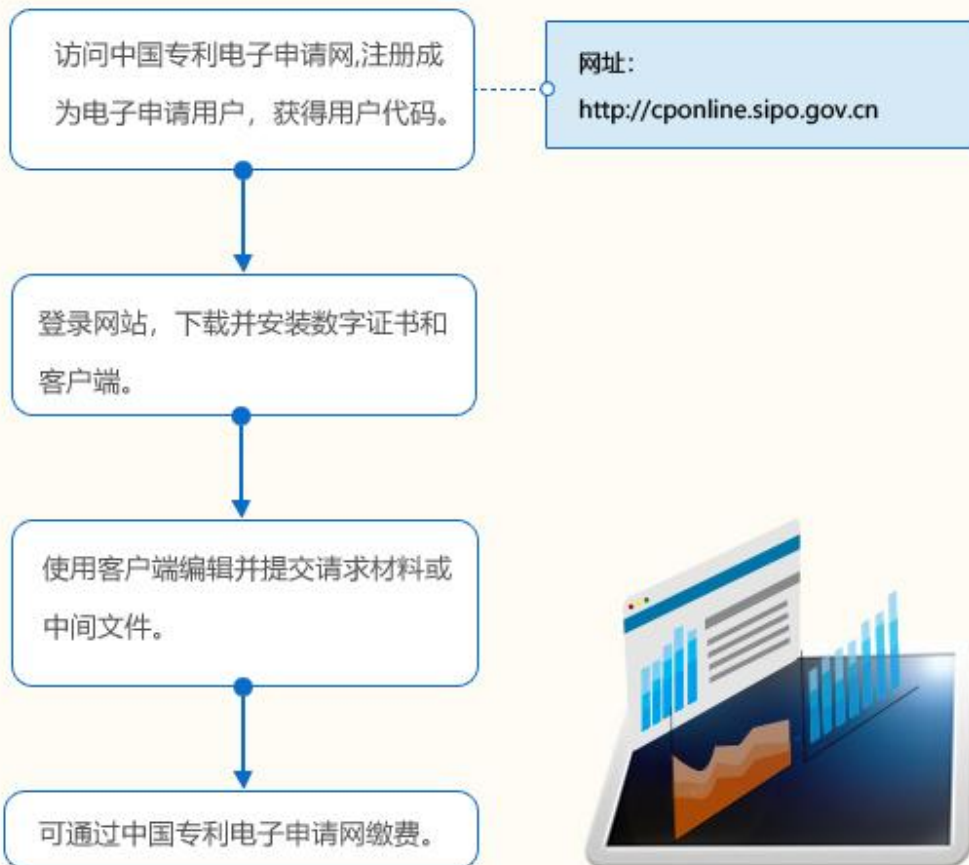 访问中国专利电子申请网,注册成
为电子申请用户，获得用户代码。
网址：
http://cponline.sipo.gov.cn
登录网站，下载并安装数字证书和
客户端。
使用客户端编辑并提交请求材料或
中间文件。
可通过中国专利电子申请网缴费。